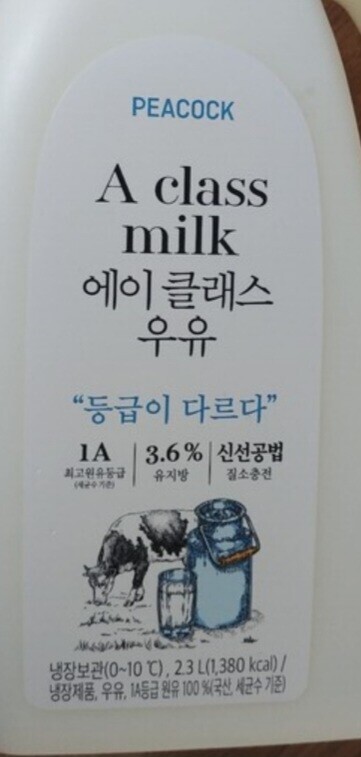 PEACOCK
A class
milk
에이 클래스
우유
“등급이 다르다”
1A | 3.6% | 신선공법
최고원유등급 유지방 질소충전
(세균수 기준)
냉장보관(0~10 ℃), 2.3 L(1,380 kcal) /
냉장제품, 우유, 1A등급 원유 100 %(국산, 세균수 기준)